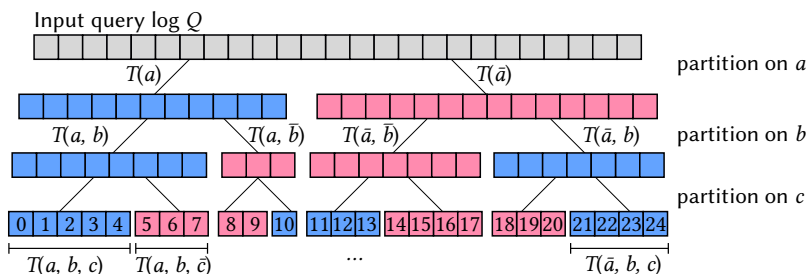 Input query log Q
T(a) T(ā) partition on a
T(a, b) T(a, b̄) T(ā, b̄) T(ā, b) partition on b
partition on c
0 1 2 3 4 5 6 7 8 9 10 11 12 13 14 15 16 17 18 19 20 21 22 23 24
T(a, b, c) T(a, b, c̄) ... T(ā, b, c)